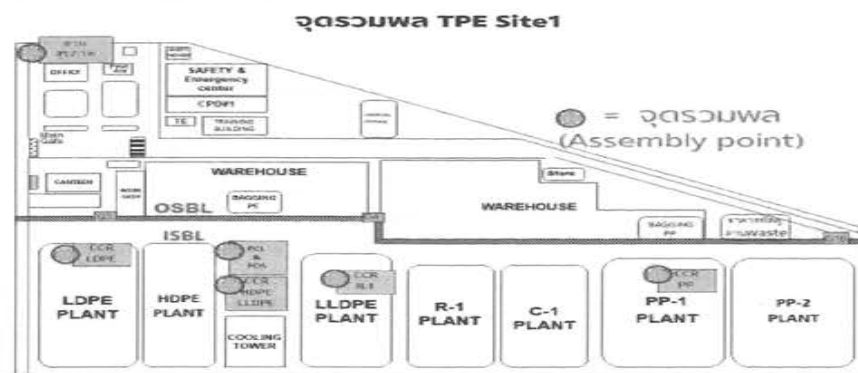 จุดรวมพล TPE Site1
OFFICE
SAFETY &
Emergency
center
CPD#1
TE
TRAINING
BUILDING
= จุดรวมพล
(Assembly point)
Main
Gate
CANTEEN
WAREHOUSE
BAGGING
PE
OSBL
WAREHOUSE
BAGGING
PP
ISBL
CCR
LDPE
LDPE
PLANT
HDPE
PLANT
CCR
HDPE
LLDPE
COOLING
TOWER
LLDPE
PLANT
R-1
PLANT
C-1
PLANT
CCR
PP
PP-1
PLANT
PP-2
PLANT